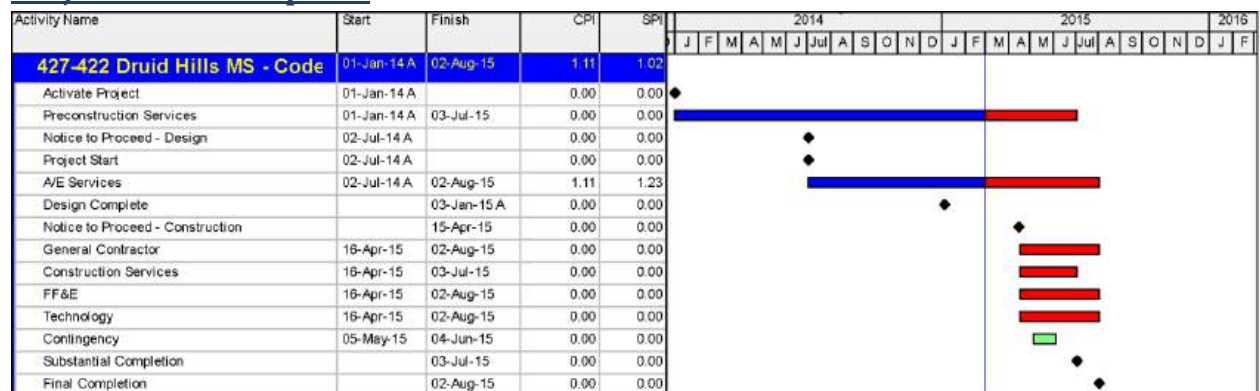 Activity Name Start Finish CPI SPI 2014 2015 2016
J F M A M J Jul A S O N D J F M A M J Jul A S O N D J F
427-422 Druid Hills MS - Code 01-Jan-14 A 02-Aug-15 1.11 1.02
Activate Project 01-Jan-14 A 0.00 0.00
Preconstruction Services 01-Jan-14 A 03-Jul-15 0.00 0.00
Notice to Proceed - Design 02-Jul-14 A 0.00 0.00
Project Start 02-Jul-14 A 0.00 0.00
A/E Services 02-Jul-14 A 02-Aug-15 1.11 1.23
Design Complete 03-Jan-15 A 0.00 0.00
Notice to Proceed - Construction 15-Apr-15 0.00 0.00
General Contractor 16-Apr-15 02-Aug-15 0.00 0.00
Construction Services 16-Apr-15 03-Jul-15 0.00 0.00
FF&E 16-Apr-15 02-Aug-15 0.00 0.00
Technology 16-Apr-15 02-Aug-15 0.00 0.00
Contingency 05-May-15 04-Jun-15 0.00 0.00
Substantial Completion 03-Jul-15 0.00 0.00
Final Completion 02-Aug-15 0.00 0.00